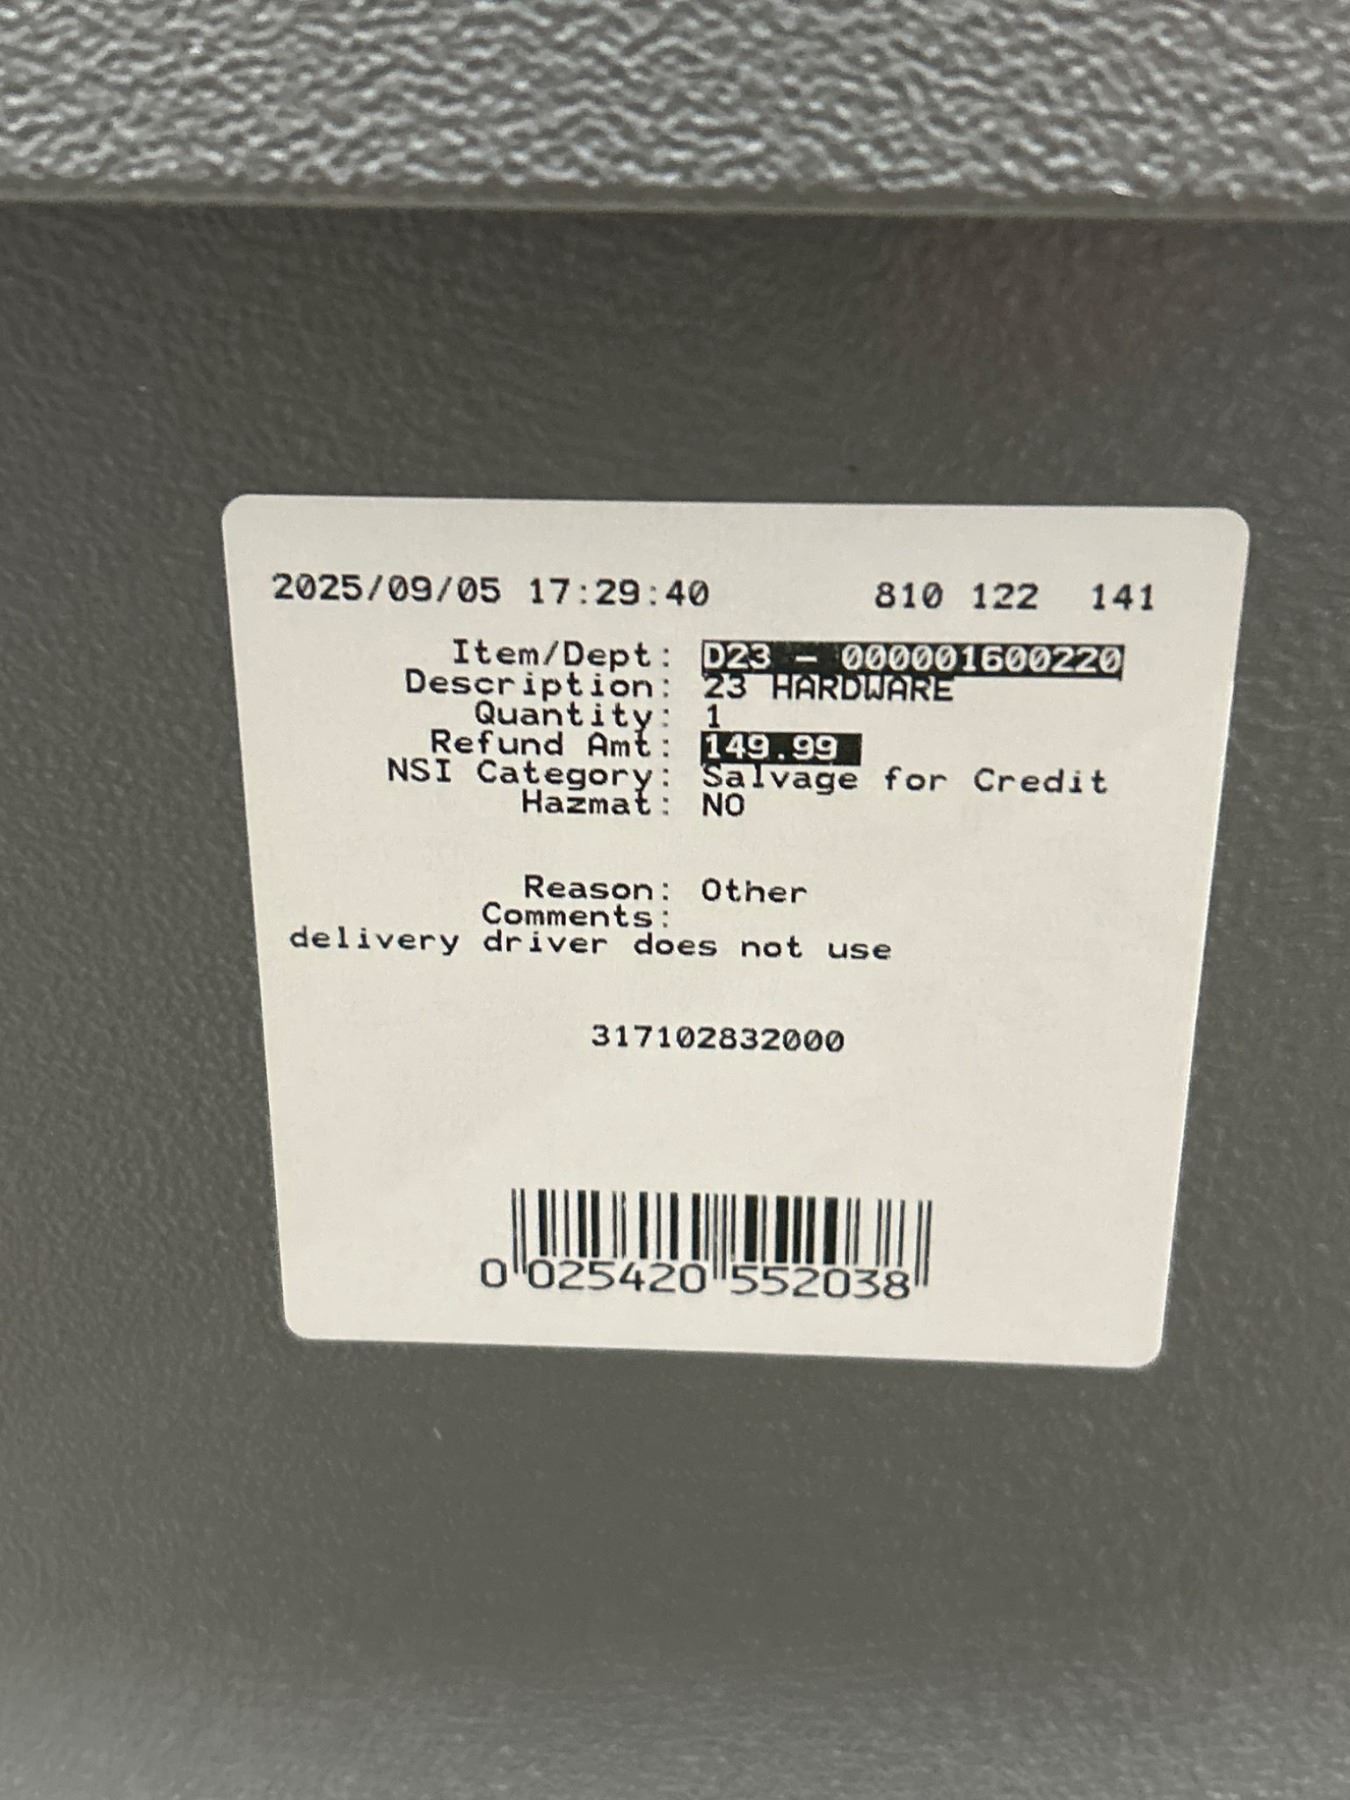 2025/09/05 17:29:40 810 122 141
Item/Dept: D23 - 000001600220
Description: 23 HARDWARE
Quantity: 1
Refund Amt: 149.99
NSI Category: Salvage for Credit
Hazmat: NO
Reason: Other
Comments:
delivery driver does not use
317102832000
0 025420 552038